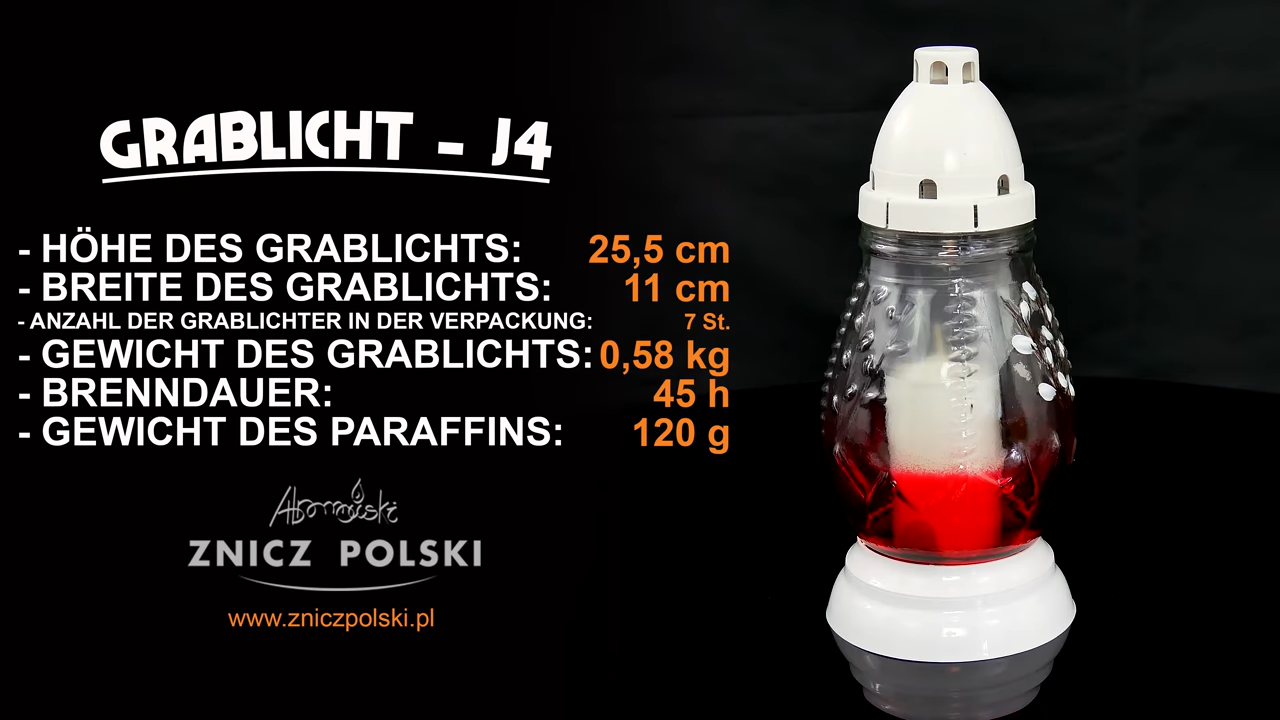 GRABLICHT - J4
- HÖHE DES GRABLICHTS: 25,5 cm
- BREITE DES GRABLICHTS: 11 cm
- ANZAHL DER GRABLICHTER IN DER VERPACKUNG: 7 St.
- GEWICHT DES GRABLICHTS: 0,58 kg
- BRENNDAUER: 45 h
- GEWICHT DES PARAFFINS: 120 g
ZNICZ POLSKI
www.zniczpolski.pl